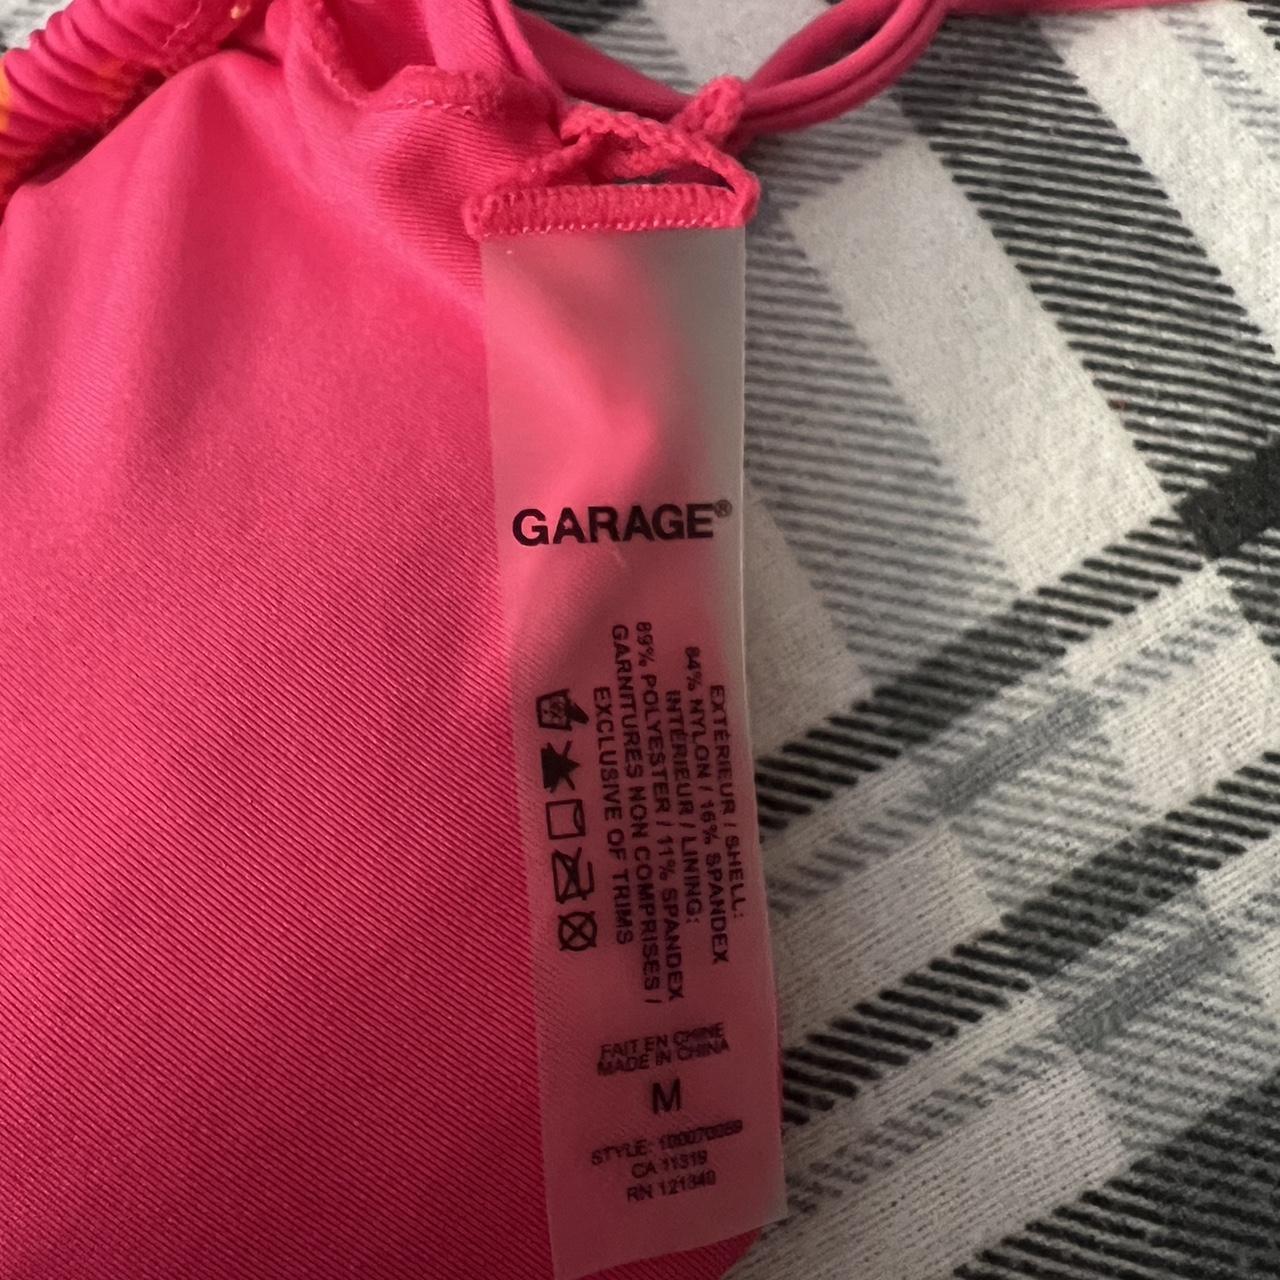 GARAGE®
EXTÉRIEUR / SHELL:
84% NYLON / 16% SPANDEX
INTÉRIEUR / LINING:
89% POLYESTER / 11% SPANDEX
GARNITURES NON COMPRISES /
EXCLUSIVE OF TRIMS
FAIT EN CHINE
MADE IN CHINA
M
STYLE:
CA 11319
RN 121340